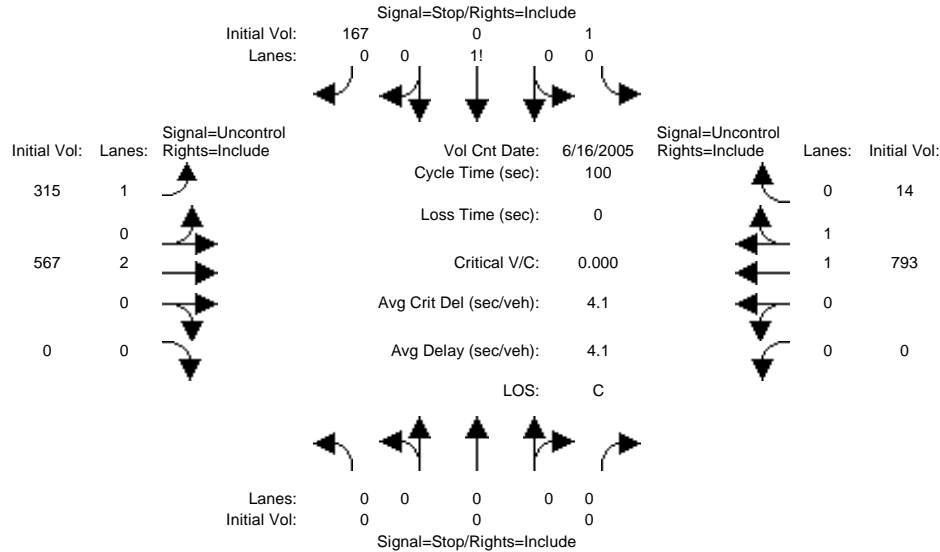 Signal=Stop/Rights=Include
Initial Vol: 167 0 1
Lanes: 0 0 1! 0 0
Signal=Uncontrol
Initial Vol: Lanes: Rights=Include
Vol Cnt Date: 6/16/2005
Signal=Uncontrol
Rights=Include Lanes: Initial Vol:
Cycle Time (sec): 100
315 1
0 14
Loss Time (sec): 0
0
1
567 2
Critical V/C: 0.000
1 793
0
Avg Crit Del (sec/veh): 4.1
0
0 0
Avg Delay (sec/veh): 4.1
0 0
LOS: C
Lanes: 0 0 0 0 0
Initial Vol: 0 0 0
Signal=Stop/Rights=Include